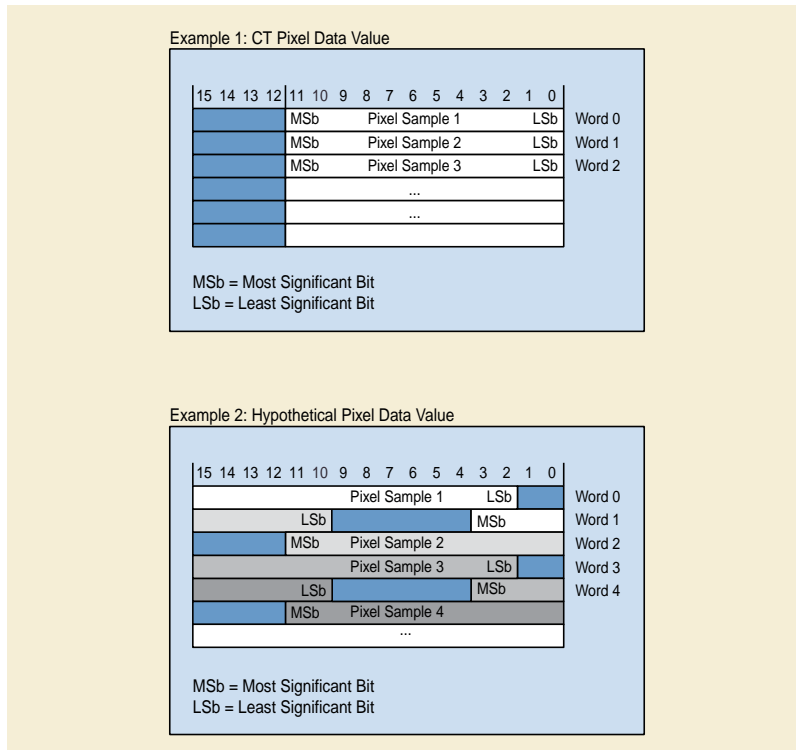 Example 1: CT Pixel Data Value
15 14 13 12 11 10 9 8 7 6 5 4 3 2 1 0
MSb Pixel Sample 1 LSb Word 0
MSb Pixel Sample 2 LSb Word 1
MSb Pixel Sample 3 LSb Word 2
...
...
MSb = Most Significant Bit
LSb = Least Significant Bit
Example 2: Hypothetical Pixel Data Value
15 14 13 12 11 10 9 8 7 6 5 4 3 2 1 0
Pixel Sample 1 LSb Word 0
LSb MSb Word 1
MSb Pixel Sample 2 Word 2
Pixel Sample 3 LSb Word 3
LSb MSb Word 4
MSb Pixel Sample 4
...
MSb = Most Significant Bit
LSb = Least Significant Bit